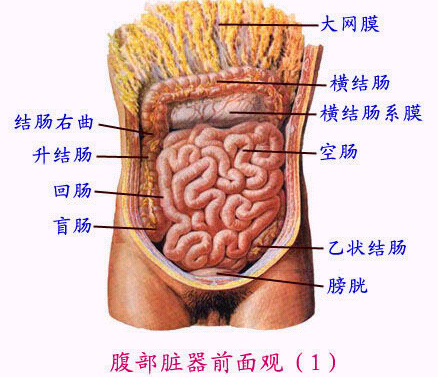 大网膜
横结肠
横结肠系膜
结肠右曲
升结肠
空肠
回肠
盲肠
乙状结肠
膀胱
腹部脏器前面观(1)